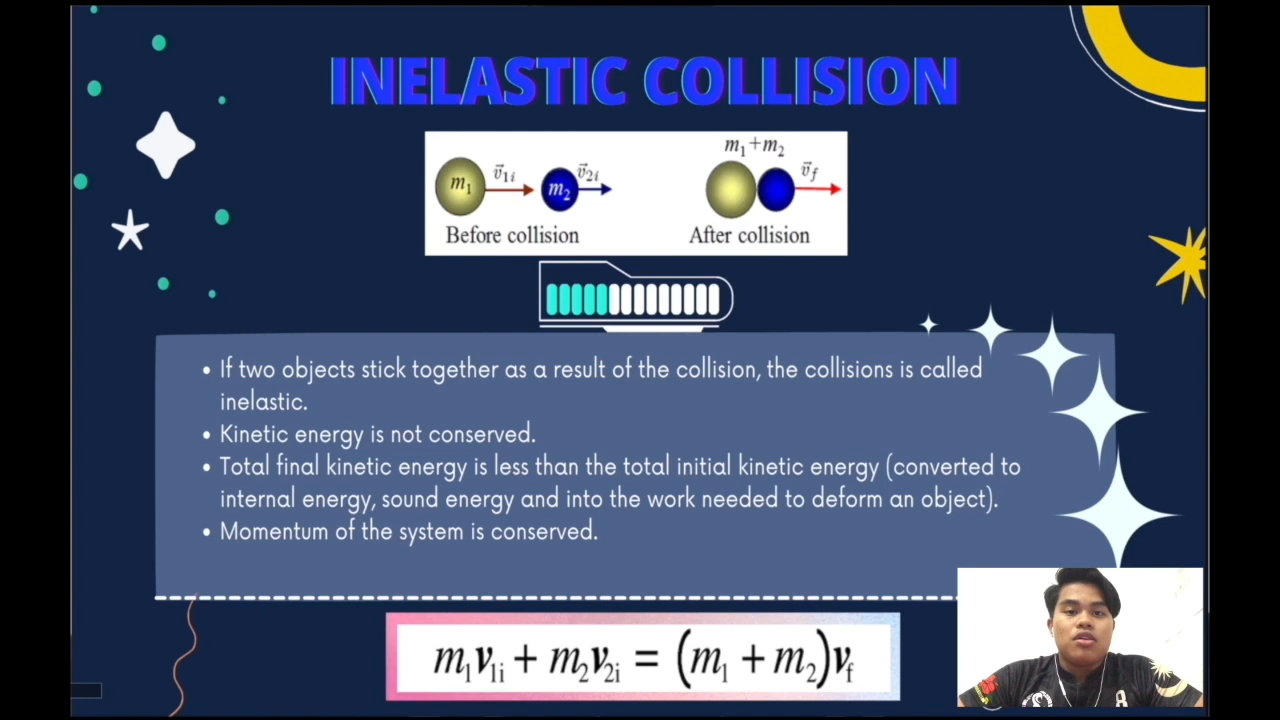 INELASTIC COLLISION
m₁+m₂
m₁ v⃗₁ᵢ m₂ v⃗₂ᵢ v⃗f
Before collision After collision
• If two objects stick together as a result of the collision, the collisions is called
inelastic.
• Kinetic energy is not conserved.
• Total final kinetic energy is less than the total initial kinetic energy (converted to
internal energy, sound energy and into the work needed to deform an object).
• Momentum of the system is conserved.
m₁v₁ᵢ + m₂v₂ᵢ = (m₁ + m₂)vf
8